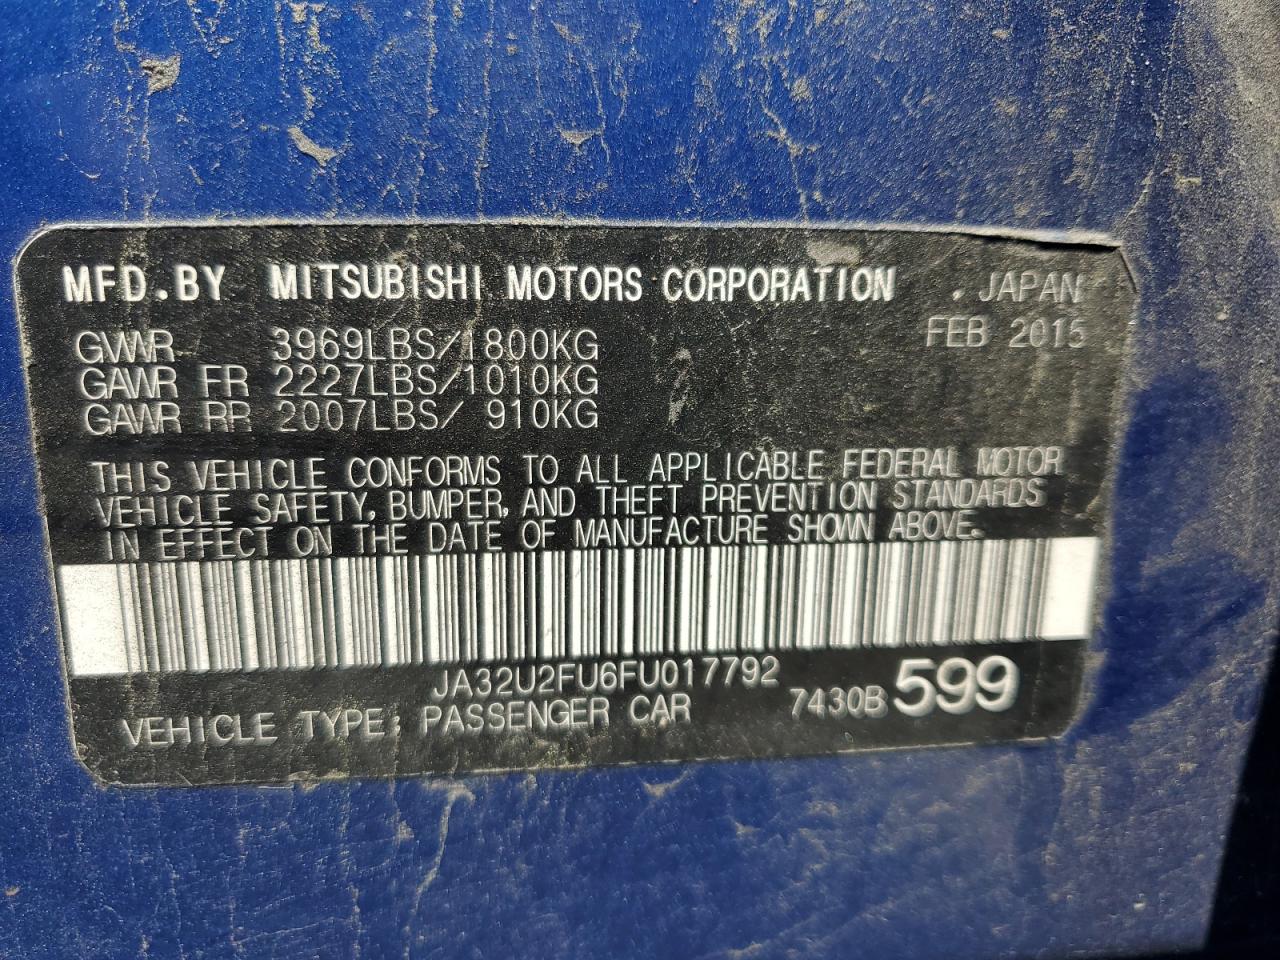 MFD.BY MITSUBISHI MOTORS CORPORATION . JAPAN
FEB 2015
GVWR 3969LBS/1800KG
GAWR FR 2227LBS/1010KG
GAWR RR 2007LBS/ 910KG
THIS VEHICLE CONFORMS TO ALL APPLICABLE FEDERAL MOTOR
VEHICLE SAFETY, BUMPER, AND THEFT PREVENTION STANDARDS
IN EFFECT ON THE DATE OF MANUFACTURE SHOWN ABOVE.
JA32U2FU6FU017792
VEHICLE TYPE: PASSENGER CAR 7430B 599